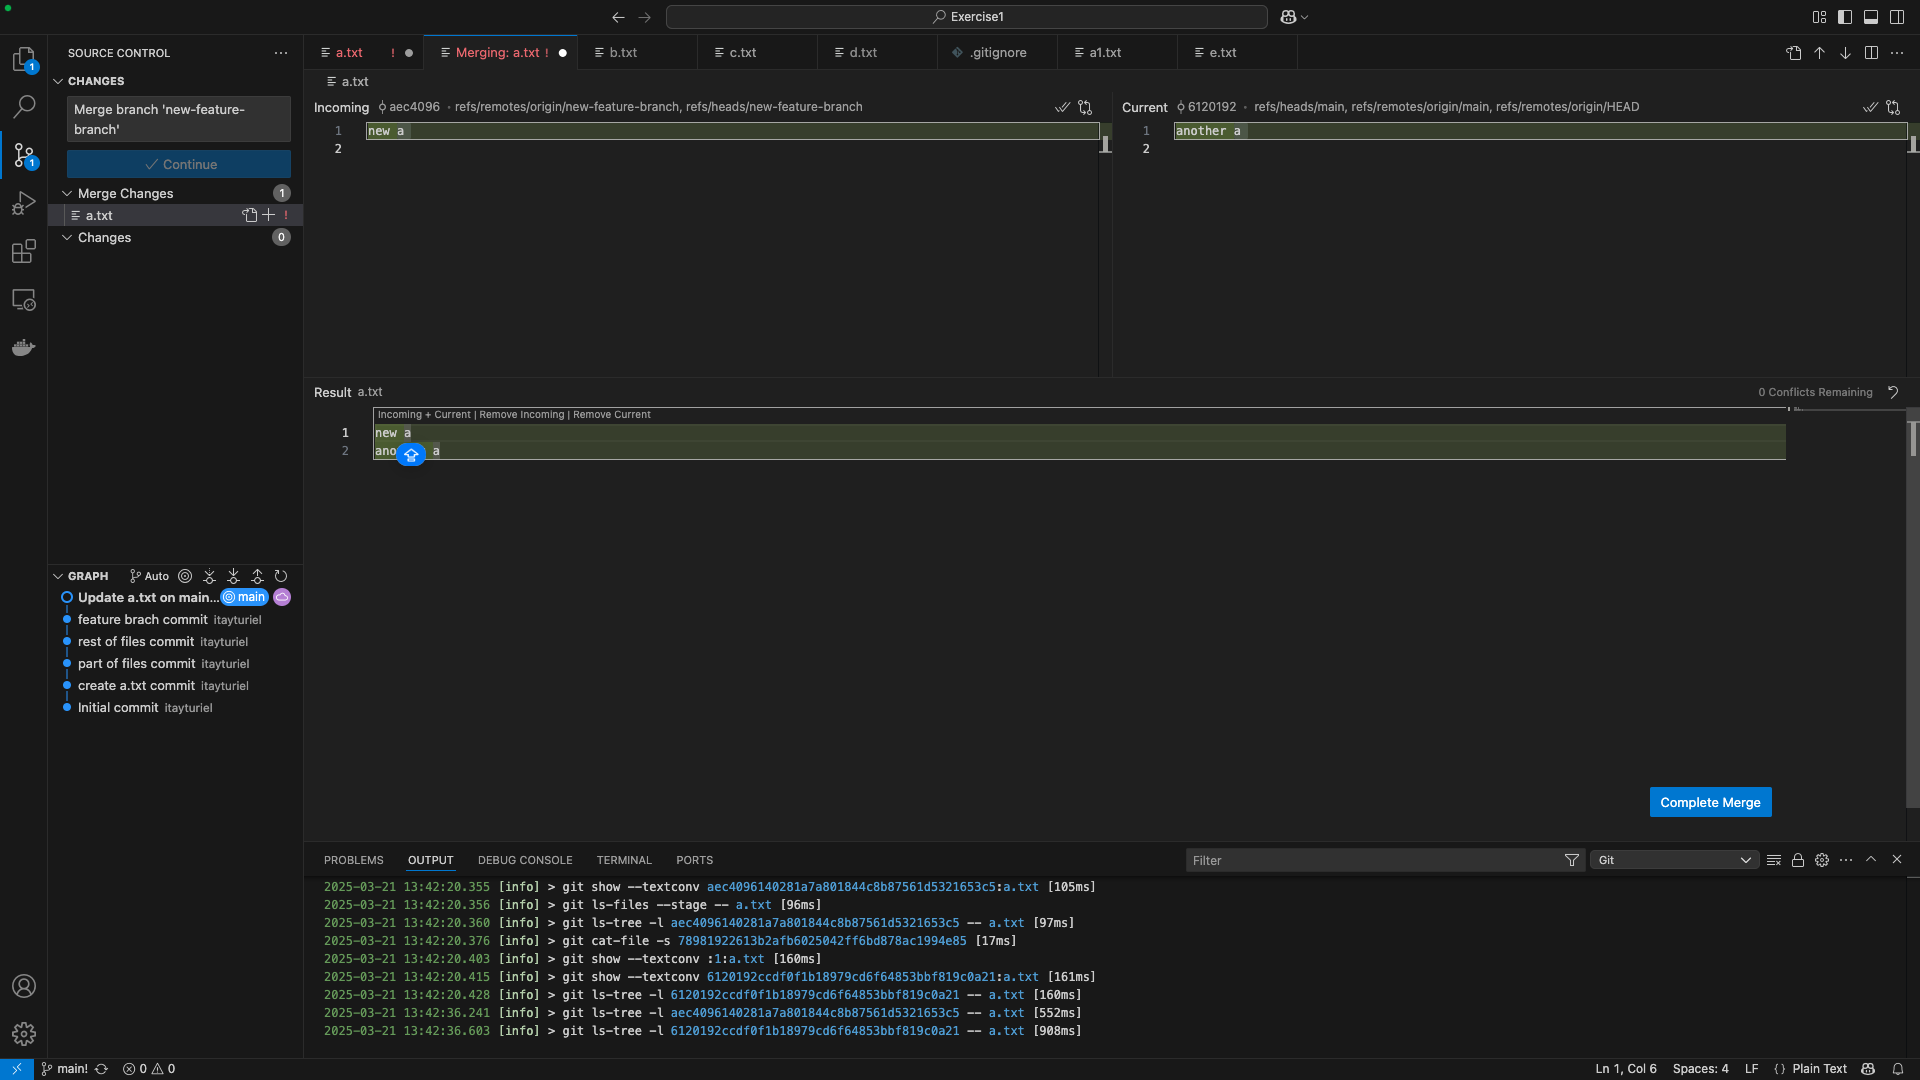 Exercise1
1
SOURCE CONTROL
CHANGES
Merge branch 'new-feature-
branch'
Continue
1
Merge Changes 1
a.txt !
Changes 0
GRAPH Auto
Update a.txt on main... main
feature brach commit itayturiel
rest of files commit itayturiel
part of files commit itayturiel
create a.txt commit itayturiel
Initial commit itayturiel
a.txt ! Merging: a.txt ! b.txt c.txt d.txt .gitignore a1.txt e.txt
a.txt
Incoming aec4096 · refs/remotes/origin/new-feature-branch, refs/heads/new-feature-branch
1 new a
2
Current 6120192 · refs/heads/main, refs/remotes/origin/main, refs/remotes/origin/HEAD
1 another a
2
Result a.txt 0 Conflicts Remaining
Incoming + Current | Remove Incoming | Remove Current
1 new a
2 ano a
Complete Merge
PROBLEMS OUTPUT DEBUG CONSOLE TERMINAL PORTS Filter Git
2025-03-21 13:42:20.355 [info] > git show --textconv aec4096140281a7a801844c8b87561d5321653c5:a.txt [105ms]
2025-03-21 13:42:20.356 [info] > git ls-files --stage -- a.txt [96ms]
2025-03-21 13:42:20.360 [info] > git ls-tree -l aec4096140281a7a801844c8b87561d5321653c5 -- a.txt [97ms]
2025-03-21 13:42:20.376 [info] > git cat-file -s 78981922613b2afb6025042ff6bd878ac1994e85 [17ms]
2025-03-21 13:42:20.403 [info] > git show --textconv :1:a.txt [160ms]
2025-03-21 13:42:20.415 [info] > git show --textconv 6120192ccdf0f1b18979cd6f64853bbf819c0a21:a.txt [161ms]
2025-03-21 13:42:20.428 [info] > git ls-tree -l 6120192ccdf0f1b18979cd6f64853bbf819c0a21 -- a.txt [160ms]
2025-03-21 13:42:36.241 [info] > git ls-tree -l aec4096140281a7a801844c8b87561d5321653c5 -- a.txt [552ms]
2025-03-21 13:42:36.603 [info] > git ls-tree -l 6120192ccdf0f1b18979cd6f64853bbf819c0a21 -- a.txt [908ms]
main! 0 0 Ln 1, Col 6 Spaces: 4 LF {} Plain Text